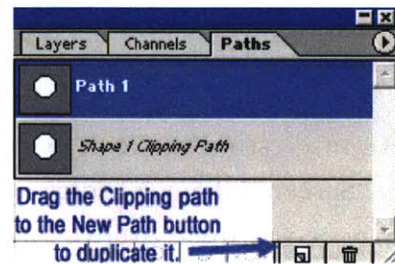 Layers Channels Paths
Path 1
Shape 1 Clipping Path
Drag the Clipping path
to the New Path button
to duplicate it.